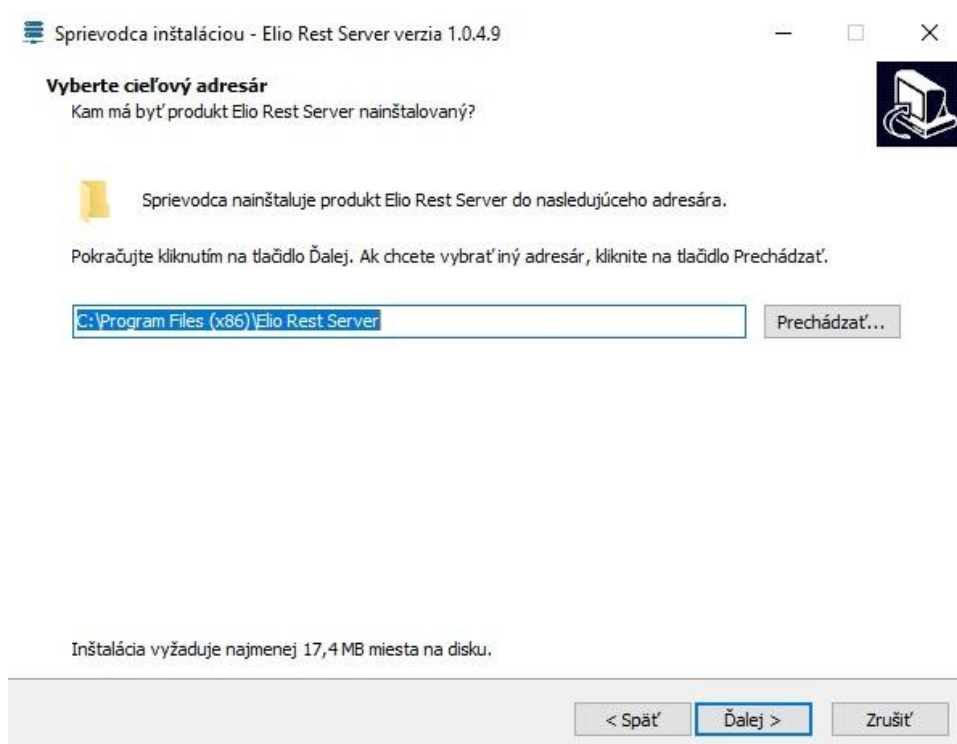 Sprievodca inštaláciou - Elio Rest Server verzia 1.0.4.9
Vyberte cieľový adresár
Kam má byť produkt Elio Rest Server nainštalovaný?
Sprievodca nainštaluje produkt Elio Rest Server do nasledujúceho adresára.
Pokračujte kliknutím na tlačidlo Ďalej. Ak chcete vybrať iný adresár, kliknite na tlačidlo Prechádzať.
C:\Program Files (x86)\Elio Rest Server
Prechádzať...
Inštalácia vyžaduje najmenej 17,4 MB miesta na disku.
< Späť
Ďalej >
Zrušiť